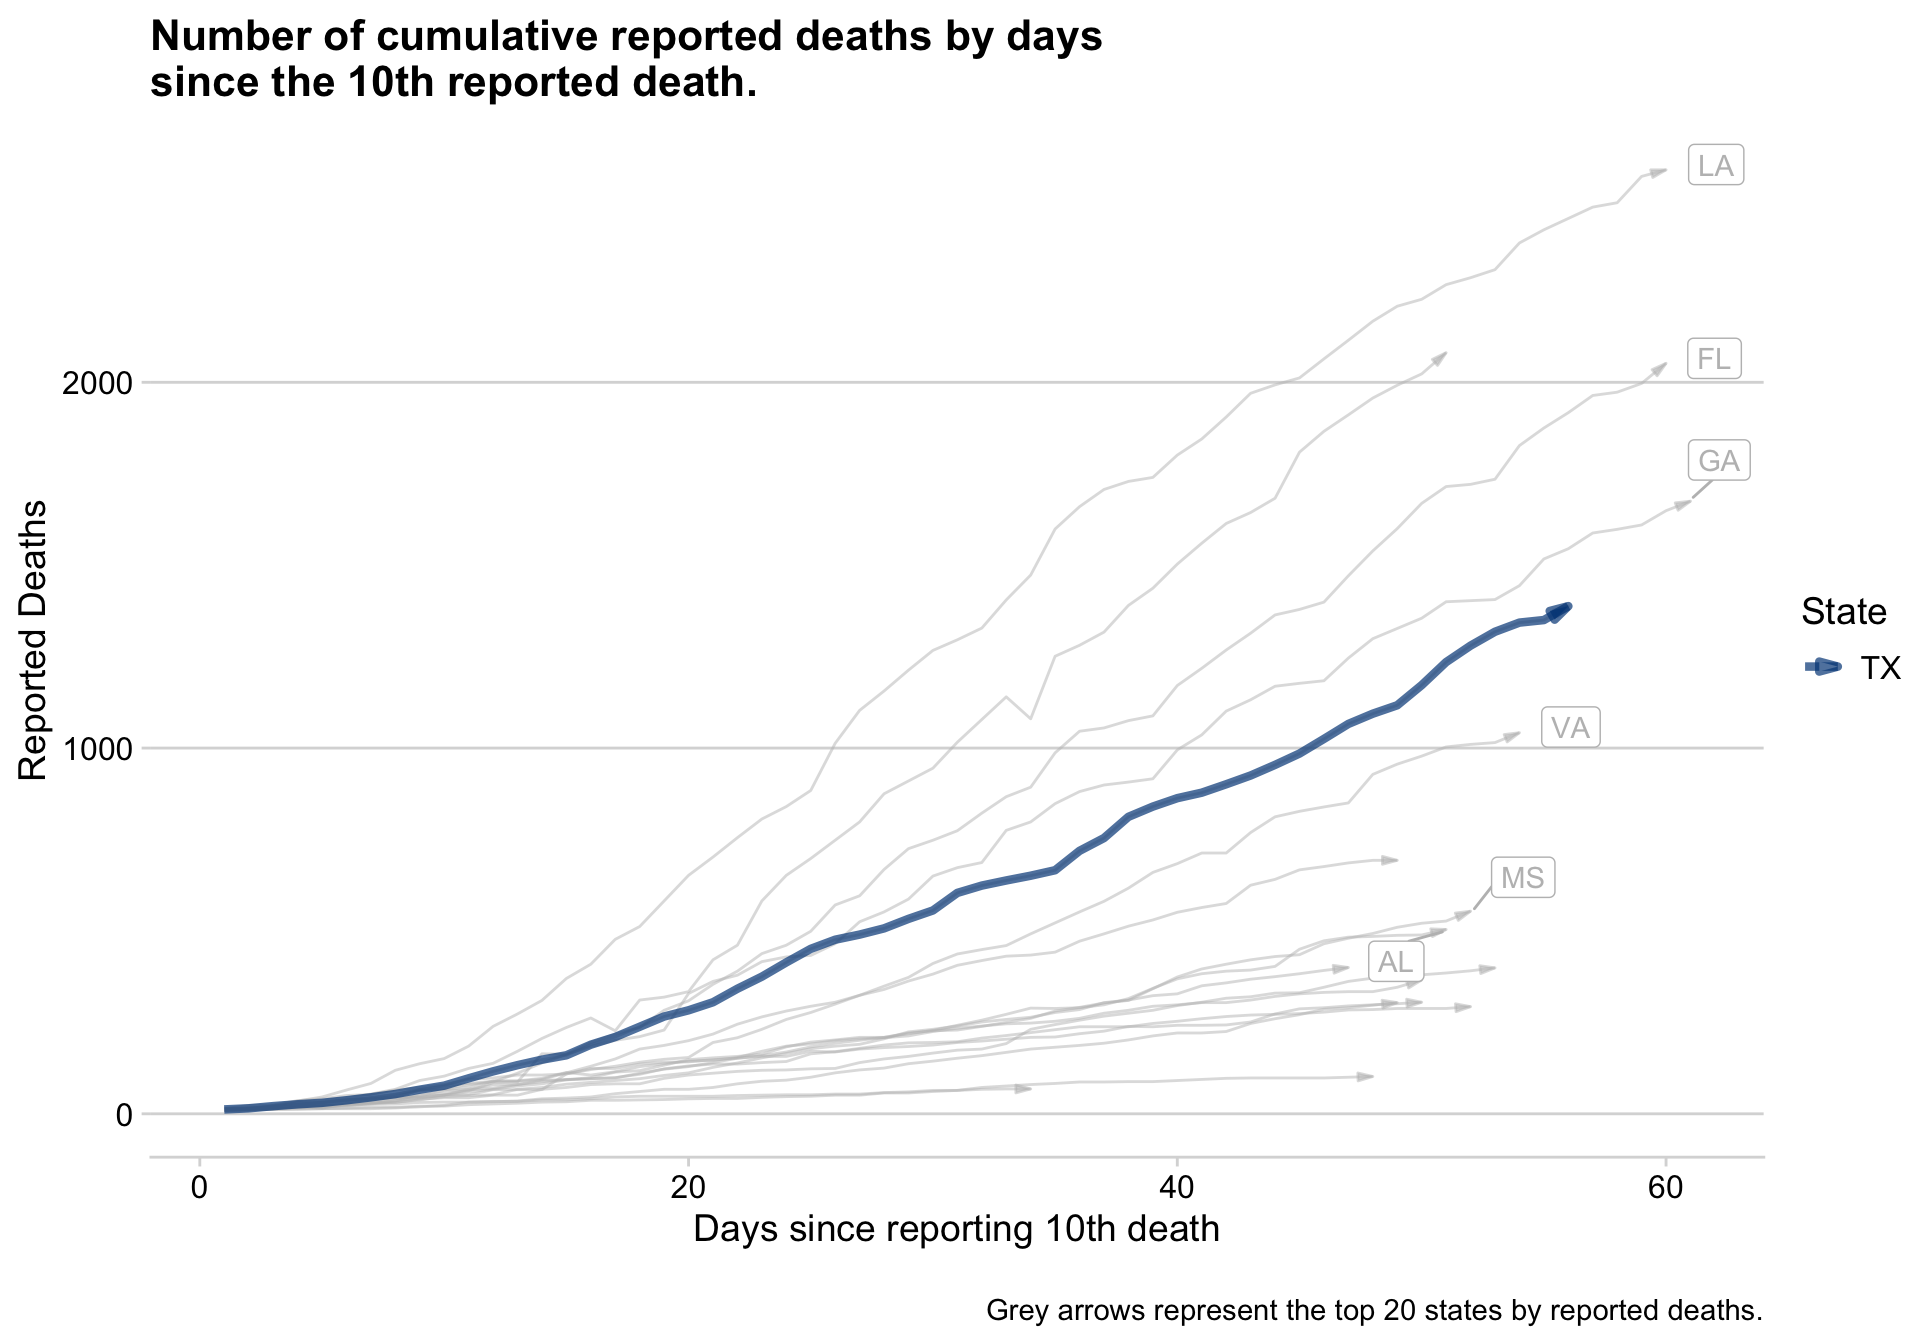 Number of cumulative reported deaths by days
since the 10th reported death.
LA
FL
2000
GA
Reported Deaths
State
TX
VA
1000
MS
AL
0
0 20 40 60
Days since reporting 10th death
Grey arrows represent the top 20 states by reported deaths.